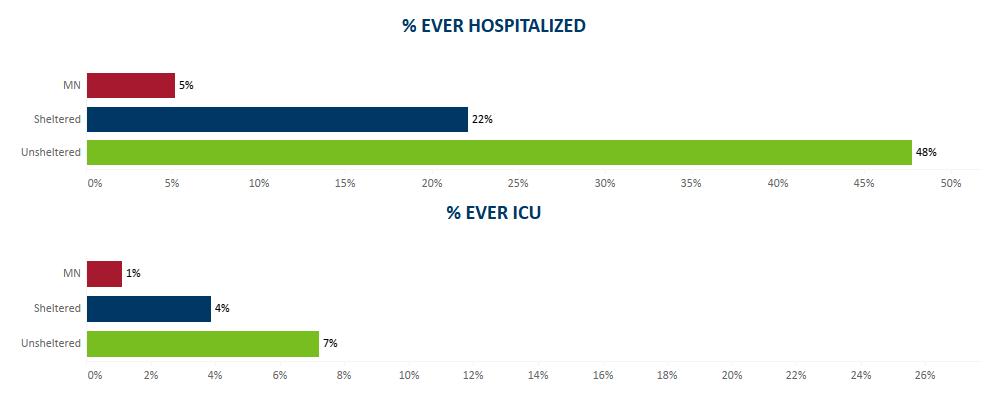 % EVER HOSPITALIZED
MN 5%
Sheltered 22%
Unsheltered 48%
0% 5% 10% 15% 20% 25% 30% 35% 40% 45% 50%
% EVER ICU
MN 1%
Sheltered 4%
Unsheltered 7%
0% 2% 4% 6% 8% 10% 12% 14% 16% 18% 20% 22% 24% 26%